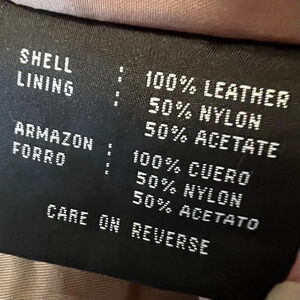 SHELL : 100% LEATHER
LINING : 50% NYLON
50% ACETATE
ARMAZON : 100% CUERO
FORRO : 50% NYLON
50% ACETATO
CARE ON REVERSE